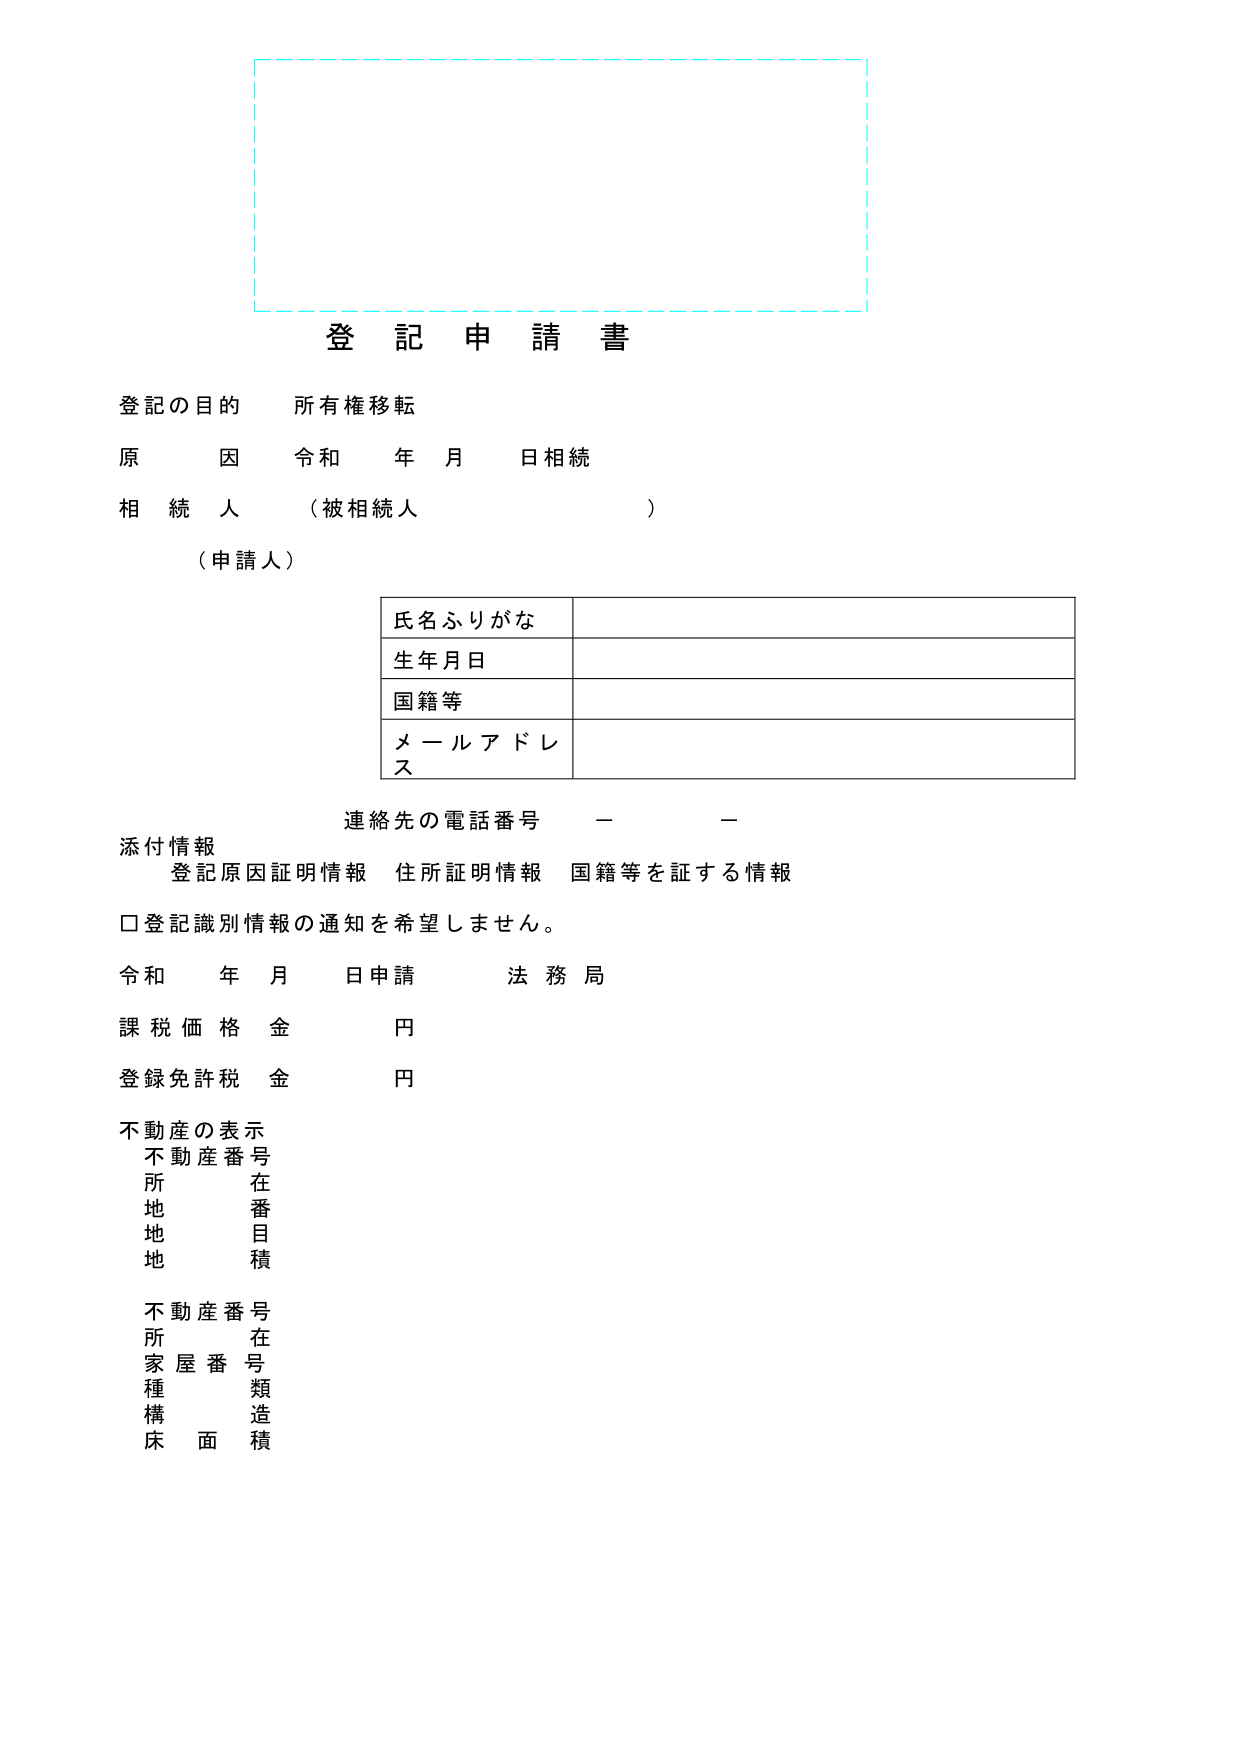 登記申請書
登記の目的　所有権移転
原　因　令和　年　月　日相続
相続人　（被相続人　　　　）
（申請人）
氏名ふりがな
生年月日
国籍等
メールアドレ
ス
連絡先の電話番号　－　－
添付情報
登記原因証明情報　住所証明情報　国籍等を証する情報
□登記識別情報の通知を希望しません。
令和　年　月　日申請　法務局
課税価格　金　円
登録免許税　金　円
不動産の表示
不動産番号
所　在
地　番
地　目
地　積
不動産番号
所　在
家屋番号
種　類
構　造
床面積